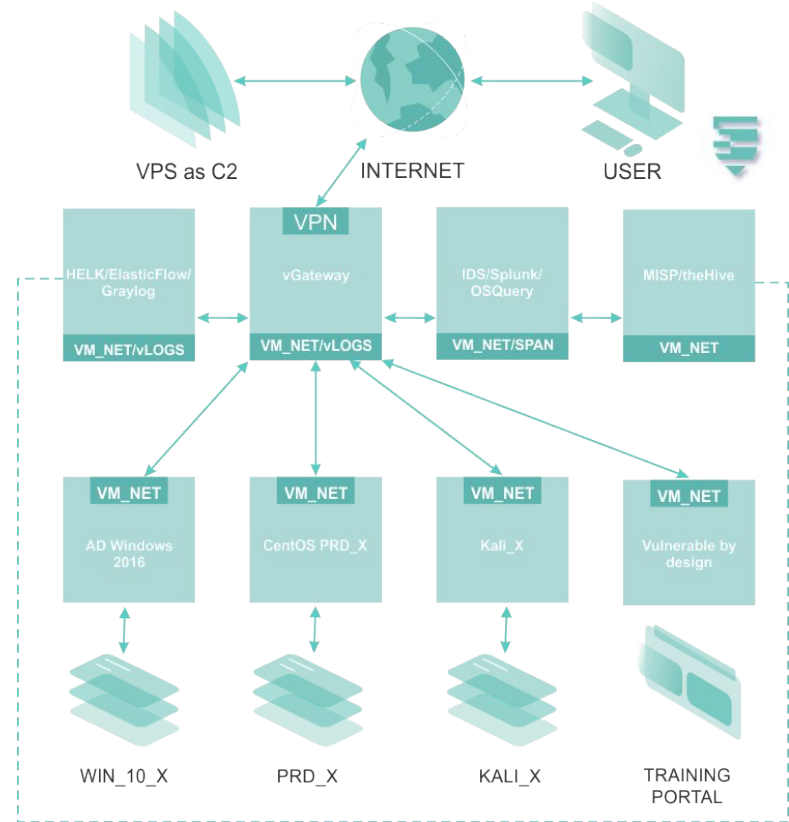 VPS as C2
INTERNET
USER
HELK/ElasticFlow/
Graylog
VM_NET/vLOGS
VPN
vGateway
VM_NET/vLOGS
IDS/Splunk/
OSQuery
VM_NET/SPAN
MISP/theHive
VM_NET
VM_NET
AD Windows
2016
VM_NET
CentOS PRD_X
VM_NET
Kali_X
VM_NET
Vulnerable by
design
WIN_10_X
PRD_X
KALI_X
TRAINING
PORTAL